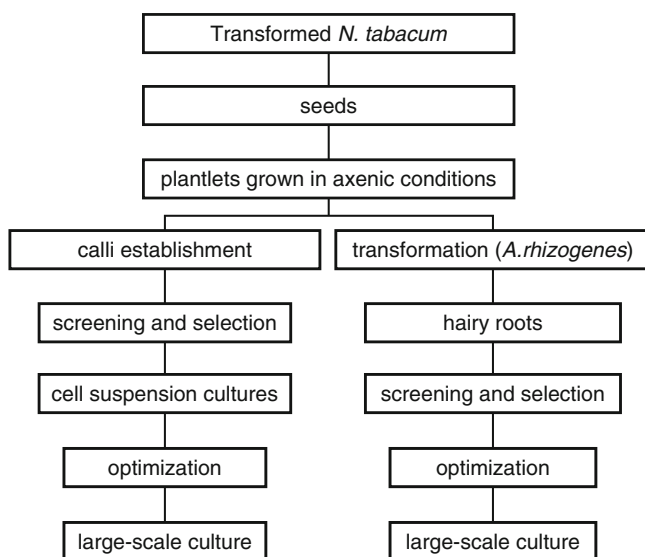 Transformed N. tabacum
seeds
plantlets grown in axenic conditions
calli establishment
transformation (A.rhizogenes)
screening and selection
hairy roots
cell suspension cultures
screening and selection
optimization
optimization
large-scale culture
large-scale culture